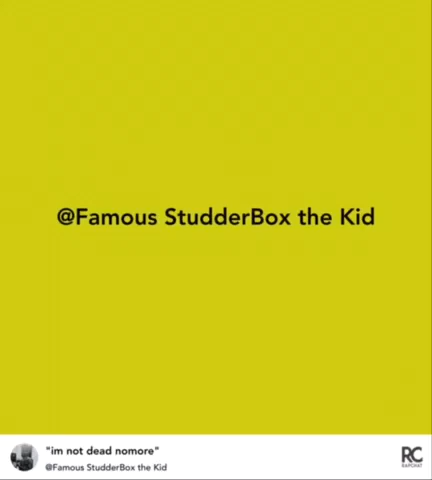 @Famous StudderBox the Kid
"im not dead nomore"
@Famous StudderBox the Kid
RC
RAPCHAT